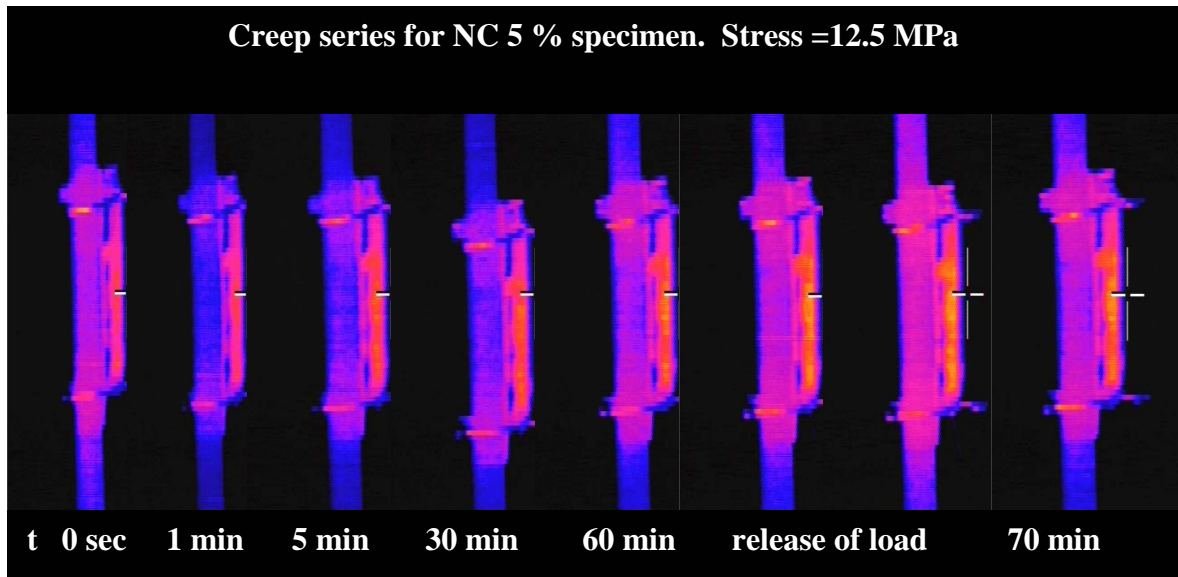 Creep series for NC 5 % specimen.  Stress =12.5 MPa
t   0 sec   1 min   5 min   30 min   60 min   release of load   70 min